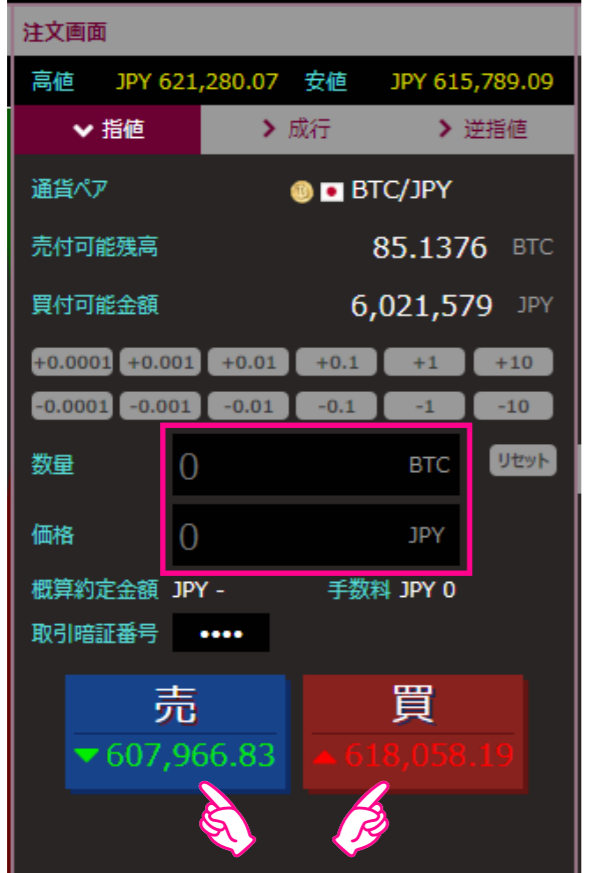 注文画面
高値 JPY 621,280.07 安値 JPY 615,789.09
指値 成行 逆指値
通貨ペア BTC/JPY
売付可能残高 85.1376 BTC
買付可能金額 6,021,579 JPY
+0.0001 +0.001 +0.01 +0.1 +1 +10
-0.0001 -0.001 -0.01 -0.1 -1 -10
数量 0 BTC リセット
価格 0 JPY
概算約定金額 JPY - 手数料 JPY 0
取引暗証番号 ••••
売 買
607,966.83 618,058.19